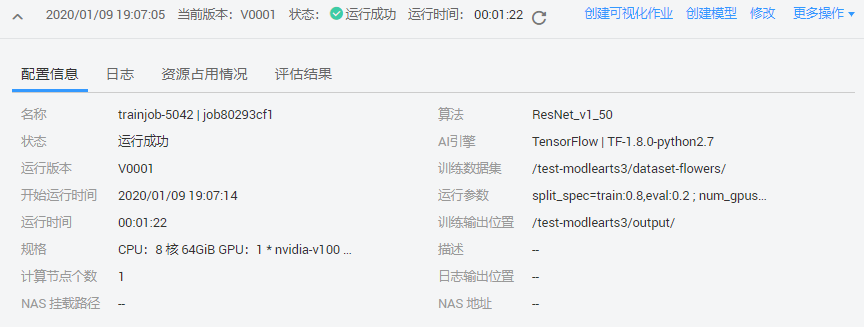 2020/01/09 19:07:05 当前版本：V0001 状态： 运行成功 运行时间： 00:01:22 创建可视化作业 创建模型 修改 更多操作
配置信息 日志 资源占用情况 评估结果
名称 trainjob-5042 | job80293cf1 算法 ResNet_v1_50
状态 运行成功 AI引擎 TensorFlow | TF-1.8.0-python2.7
运行版本 V0001 训练数据集 /test-modlearts3/dataset-flowers/
开始运行时间 2020/01/09 19:07:14 运行参数 split_spec=train:0.8,eval:0.2 ; num_gpus...
运行时间 00:01:22 训练输出位置 /test-modlearts3/output/
规格 CPU：8 核 64GiB GPU：1 * nvidia-v100 ... 描述 --
计算节点个数 1 日志输出位置 --
NAS 挂载路径 -- NAS 地址 --